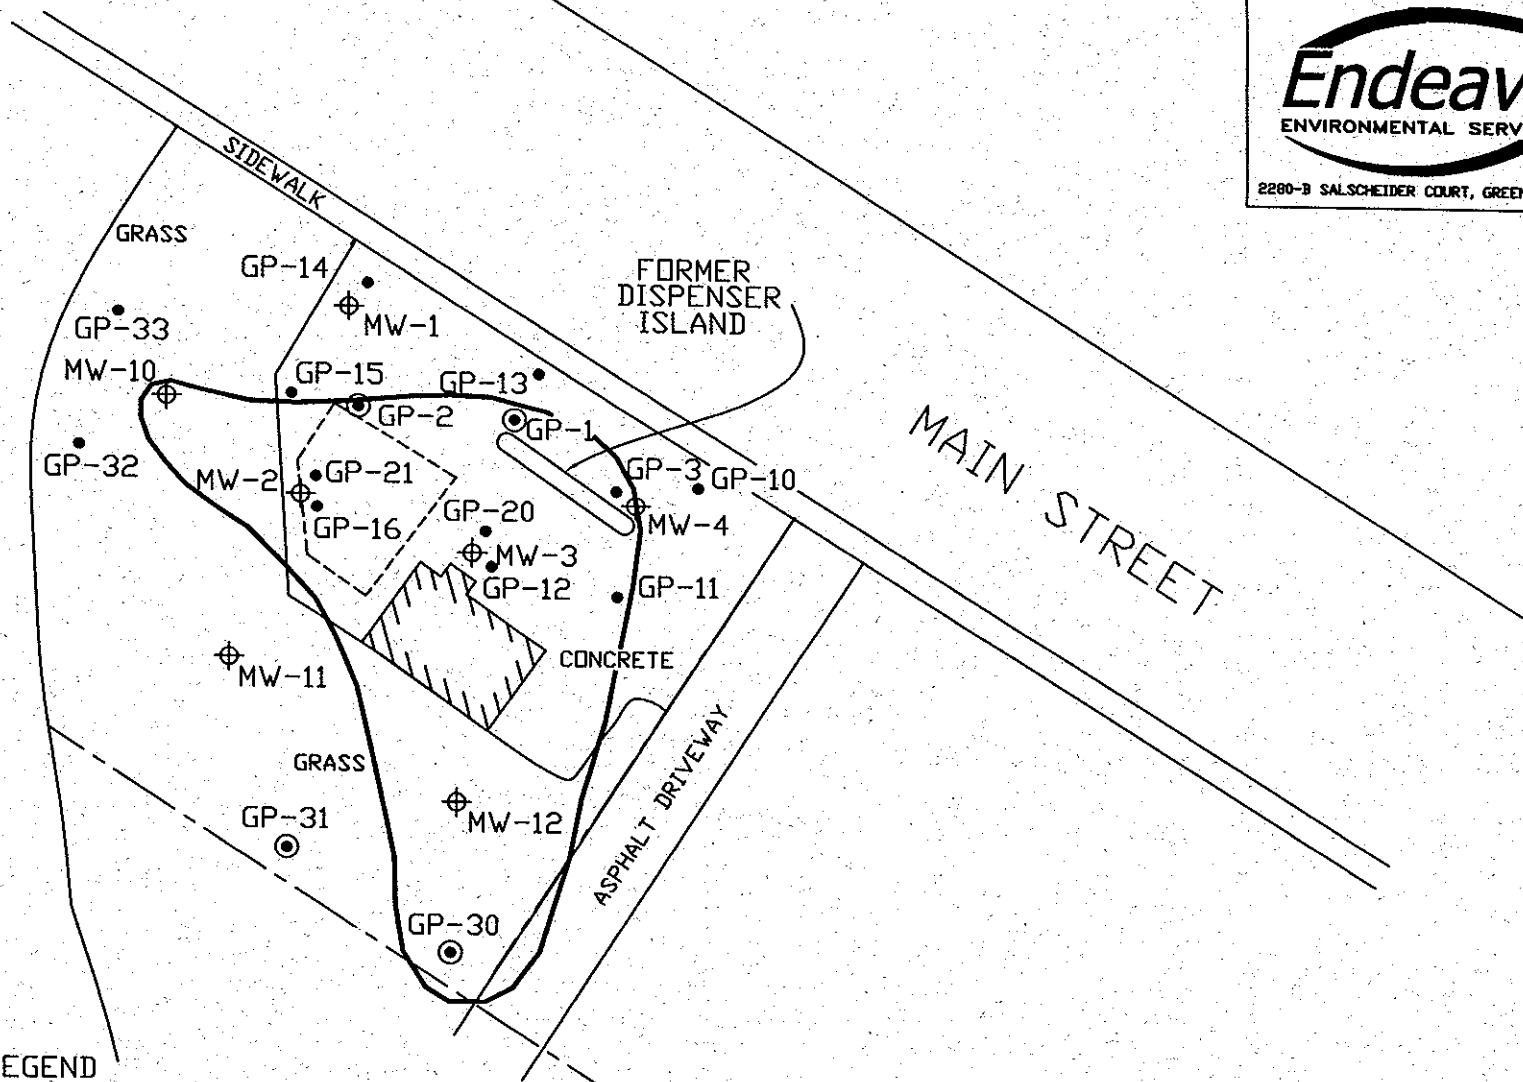 Endeav
ENVIRONMENTAL SERV
2280-B SALSCHEIDER COURT, GREEN
SIDEWALK
GRASS
GP-14
FORMER
DISPENSER
ISLAND
GP-33
MW-1
MW-10
GP-15
GP-13
GP-2
GP-1
MAIN STREET
GP-32
MW-2
GP-21
GP-3
GP-10
GP-16
GP-20
MW-4
MW-3
GP-12
GP-11
CONCRETE
MW-11
GRASS
ASPHALT DRIVEWAY
GP-31
MW-12
GP-30
EGEND